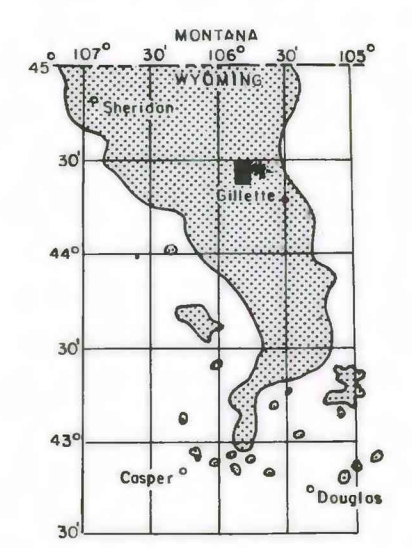 MONTANA
107° 30' 106° 30' 105°
45° WYOMING
Sheridan
30'
Gillette
44°
30'
43°
Casper
Douglas
30'